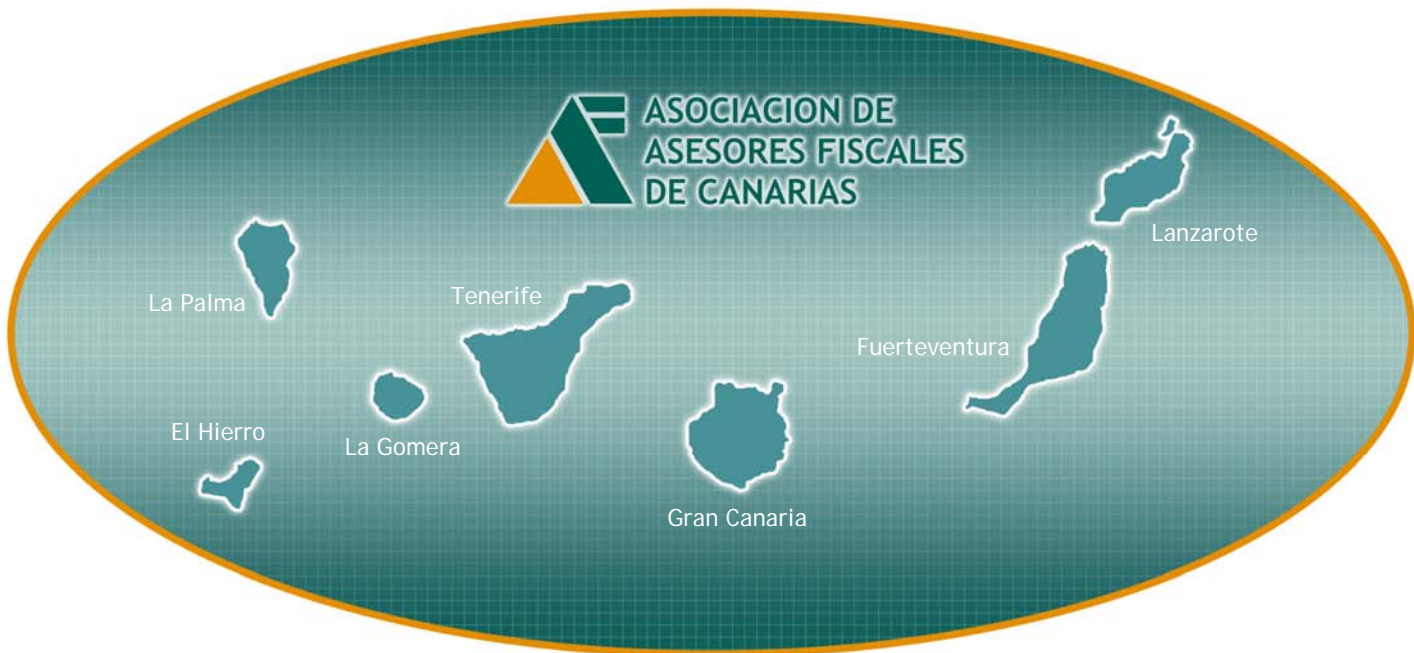 ASOCIACION DE
ASESORES FISCALES
DE CANARIAS
Lanzarote
La Palma
Tenerife
Fuerteventura
El Hierro
La Gomera
Gran Canaria